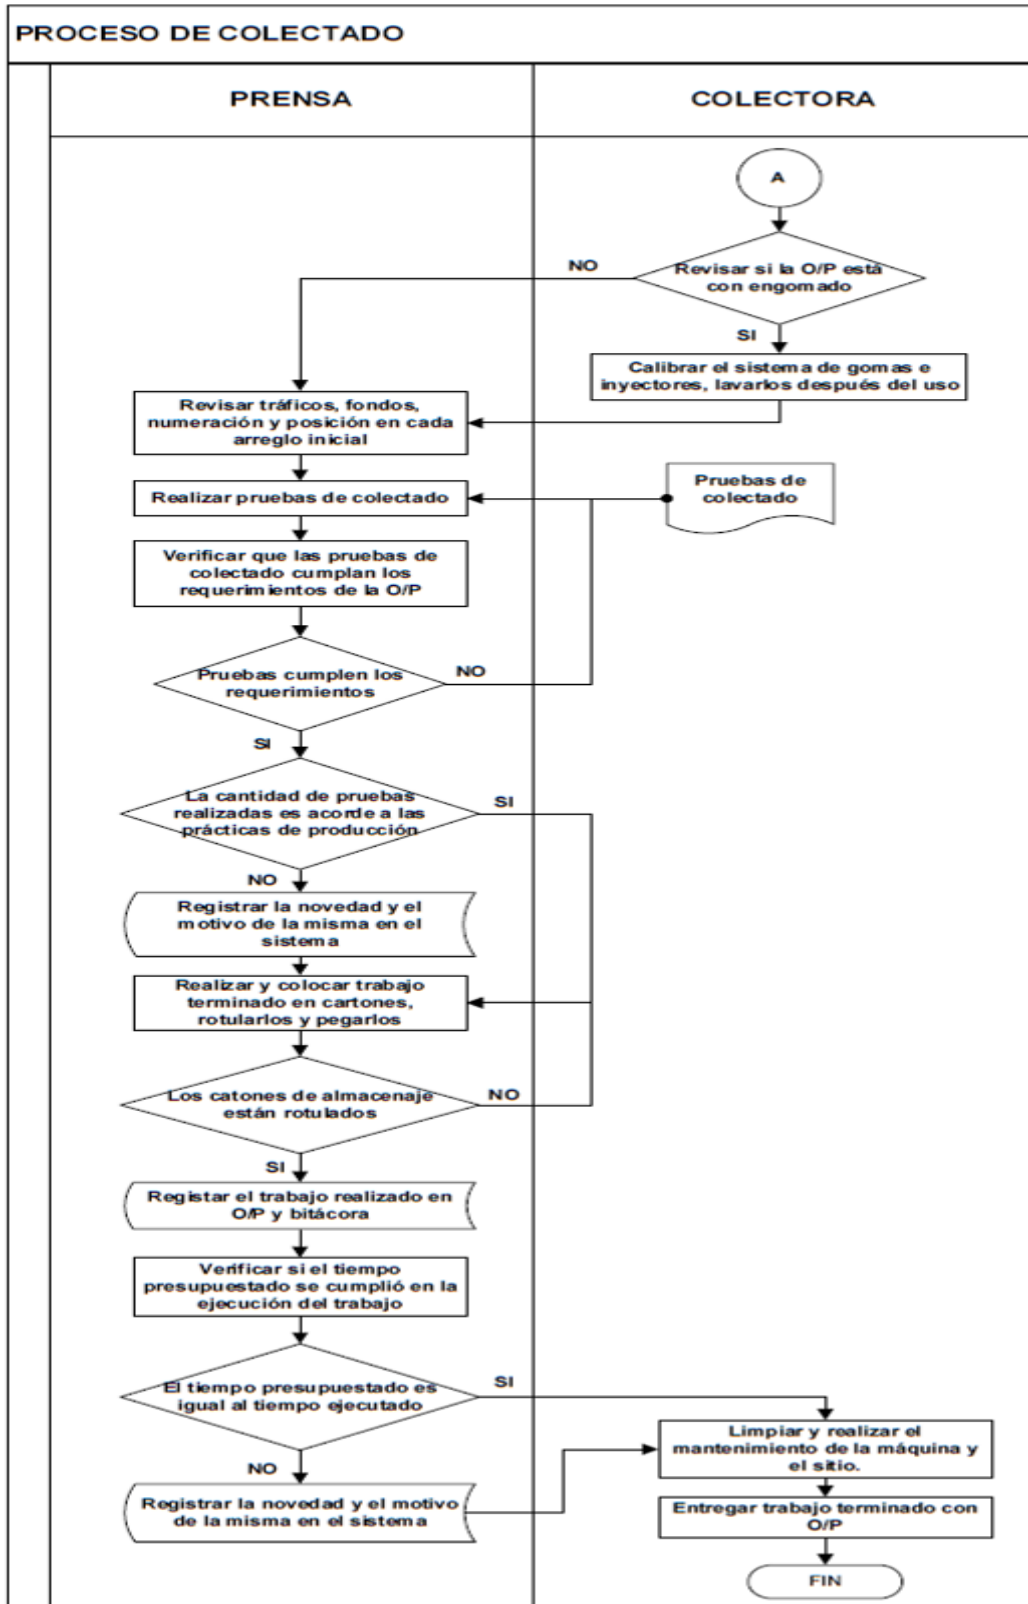 PROCESO DE COLECTADO
PRENSA
COLECTORA
A
Revisar si la O/P está
con engomado
NO
SI
Calibrar el sistema de gomas e
inyectores, lavarlos después del uso
Revisar tráficos, fondos,
numeración y posición en cada
arreglo inicial
Realizar pruebas de colectado
Pruebas de
colectado
Verificar que las pruebas de
colectado cumplan los
requerimientos de la O/P
Pruebas cumplen los
requerimientos
NO
SI
La cantidad de pruebas
realizadas es acorde a las
prácticas de producción
SI
NO
Registrar la novedad y el
motivo de la misma en el
sistema
Realizar y colocar trabajo
terminado en cartones,
rotularlos y pegarlos
Los catones de almacenaje
están rotulados
NO
SI
Registar el trabajo realizado en
O/P y bitácora
Verificar si el tiempo
presupuestado se cumplió en la
ejecución del trabajo
El tiempo presupuestado es
igual al tiempo ejecutado
SI
NO
Limpiar y realizar el
mantenimiento de la máquina y
el sitio.
Registrar la novedad y el motivo
de la misma en el sistema
Entregar trabajo terminado con
O/P
FIN